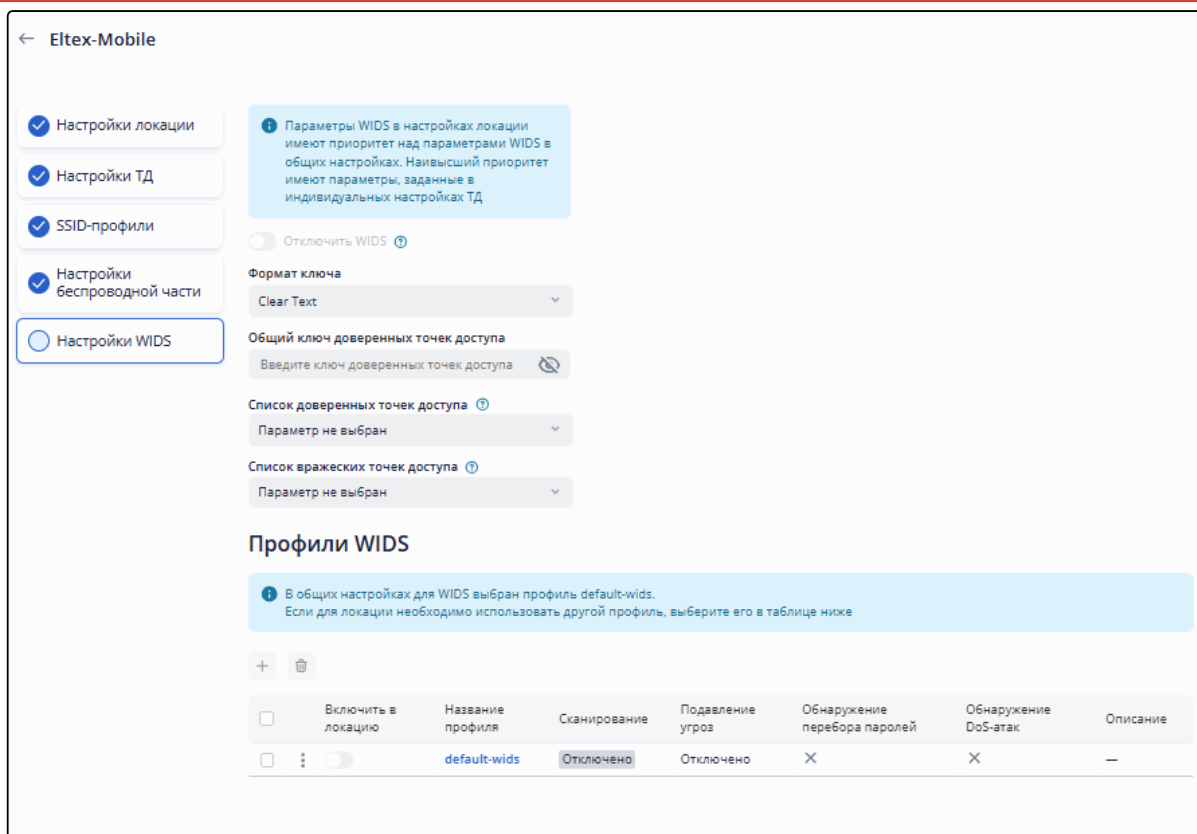 ← Eltex-Mobile
Настройки локации
Настройки ТД
SSID-профили
Настройки
беспроводной части
Настройки WIDS
Параметры WIDS в настройках локации
имеют приоритет над параметрами WIDS в
общих настройках. Наивысший приоритет
имеют параметры, заданные в
индивидуальных настройках ТД
Отключить WIDS
Формат ключа
Clear Text
Общий ключ доверенных точек доступа
Введите ключ доверенных точек доступа
Список доверенных точек доступа
Параметр не выбран
Список вражеских точек доступа
Параметр не выбран
Профили WIDS
В общих настройках для WIDS выбран профиль default-wids.
Если для локации необходимо использовать другой профиль, выберите его в таблице ниже
Включить в
локацию
Название
профиля
Сканирование
Подавление
угроз
Обнаружение
перебора паролей
Обнаружение
DoS-атак
Описание
default-wids
Отключено
Отключено
—